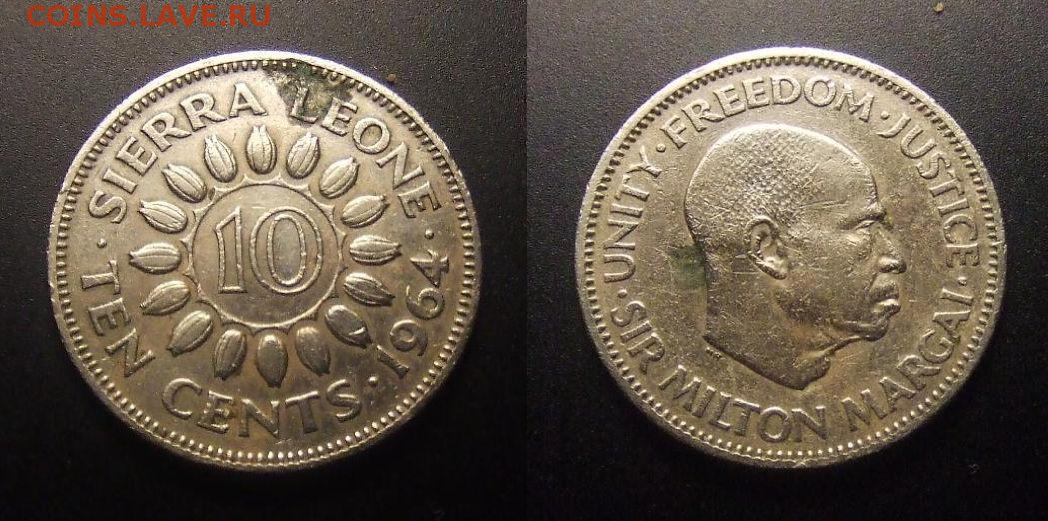 COINS.LAVE.RU
· SIERRA LEONE ·
TEN CENTS · 1964 ·
10
· UNITY · FREEDOM · JUSTICE ·
SIR MILTON MARGAI